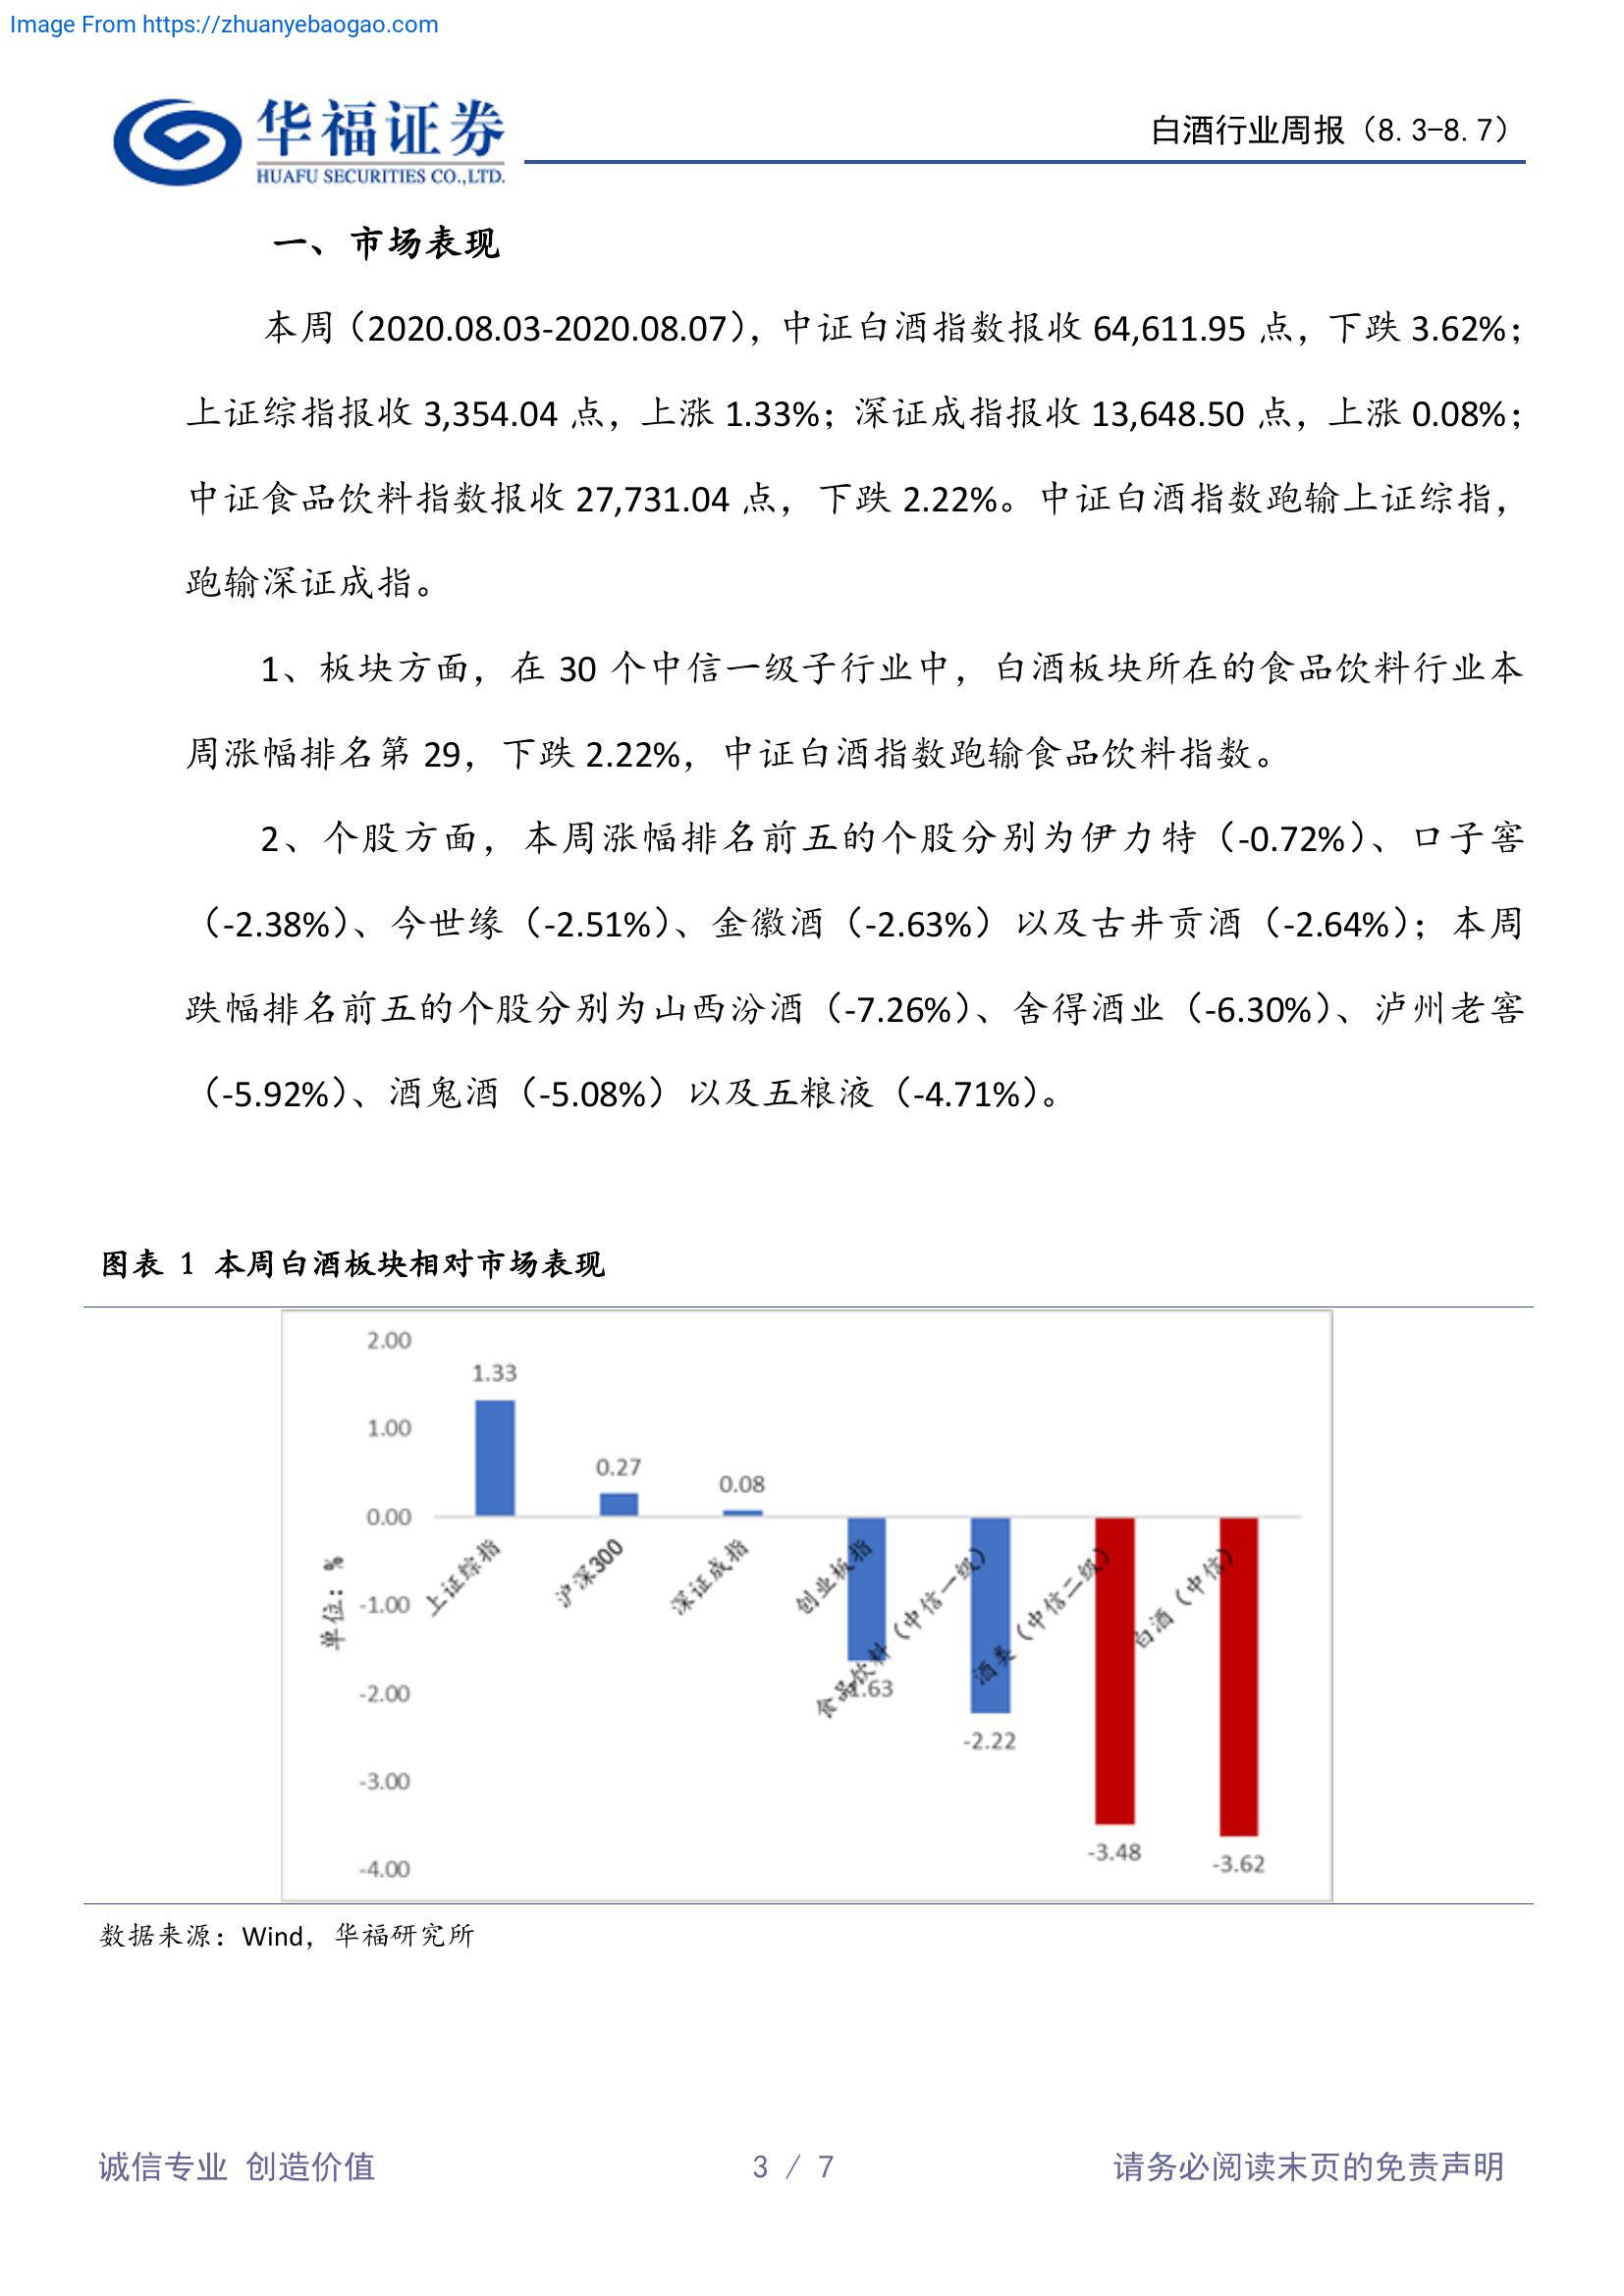 Image From https://zhuanyebaogao.com
华福证券
HUAFU SECURITIES CO.,LTD.
白酒行业周报（8.3-8.7）
一、市场表现
本周（2020.08.03-2020.08.07），中证白酒指数报收 64,611.95 点，下跌 3.62%；
上证综指报收 3,354.04 点，上涨 1.33%；深证成指报收 13,648.50 点，上涨 0.08%；
中证食品饮料指数报收 27,731.04 点，下跌 2.22%。中证白酒指数跑输上证综指，
跑输深证成指。
1、板块方面，在 30 个中信一级子行业中，白酒板块所在的食品饮料行业本
周涨幅排名第 29，下跌 2.22%，中证白酒指数跑输食品饮料指数。
2、个股方面，本周涨幅排名前五的个股分别为伊力特（-0.72%）、口子窖
（-2.38%）、今世缘（-2.51%）、金徽酒（-2.63%）以及古井贡酒（-2.64%）；本周
跌幅排名前五的个股分别为山西汾酒（-7.26%）、舍得酒业（-6.30%）、泸州老窖
（-5.92%）、酒鬼酒（-5.08%）以及五粮液（-4.71%）。
图表 1 本周白酒板块相对市场表现
2.00
1.00
0.00
-1.00
-2.00
-3.00
-4.00
单位：%
1.33
0.27
0.08
-1.63
-2.22
-3.48
-3.62
上证综指
沪深300
深证成指
创业板指
食品饮料（中信一级）
酒类（中信二级）
白酒（中信）
数据来源：Wind，华福研究所
诚信专业 创造价值
3 / 7
请务必阅读末页的免责声明